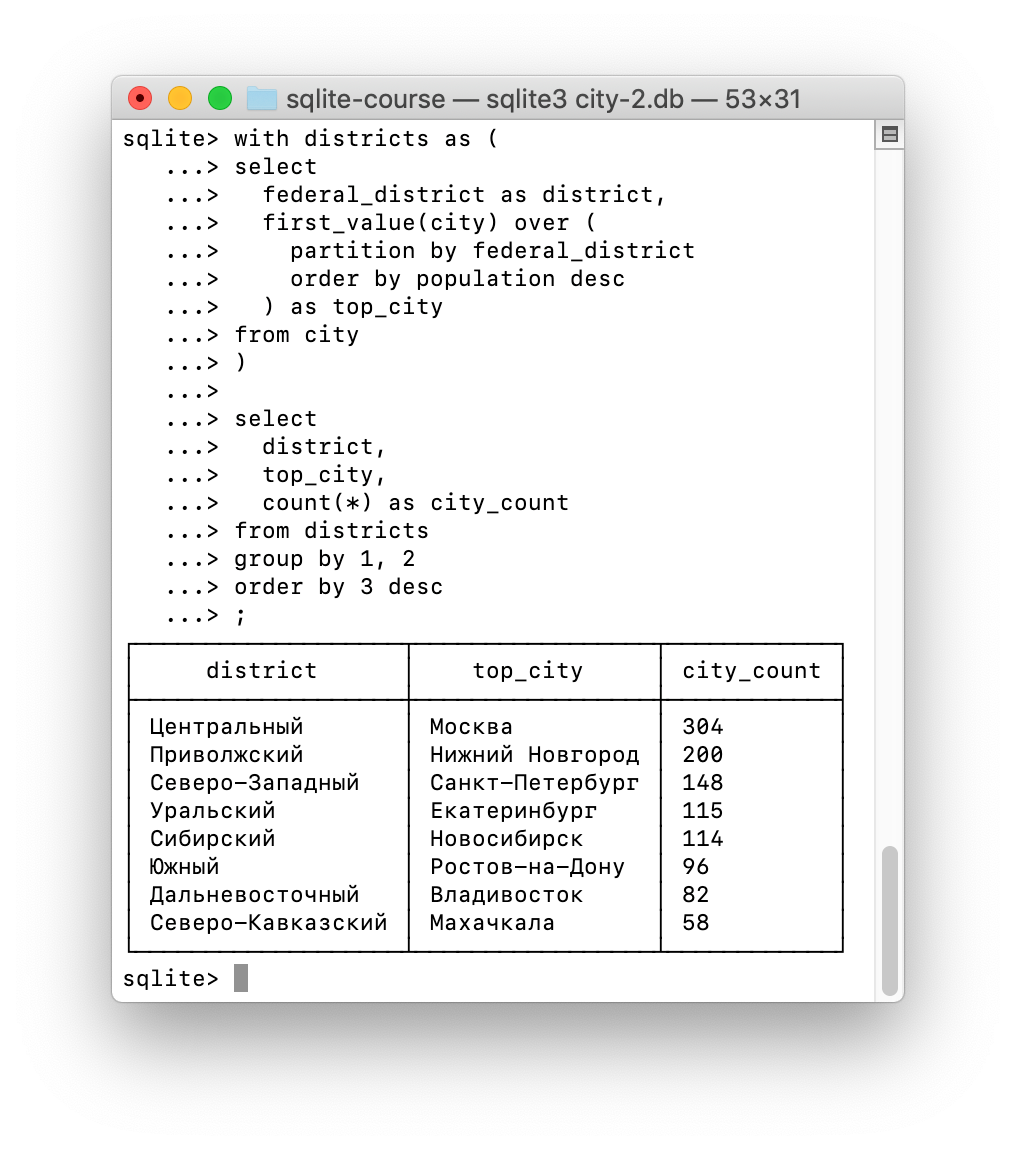 sqlite-course — sqlite3 city-2.db — 53×31
sqlite> with districts as (
...> select
...>   federal_district as district,
...>   first_value(city) over (
...>     partition by federal_district
...>     order by population desc
...>   ) as top_city
...> from city
...> )
...>
...> select
...>   district,
...>   top_city,
...>   count(*) as city_count
...> from districts
...> group by 1, 2
...> order by 3 desc
...> ;
district top_city city_count
Центральный Москва 304
Приволжский Нижний Новгород 200
Северо-Западный Санкт-Петербург 148
Уральский Екатеринбург 115
Сибирский Новосибирск 114
Южный Ростов-на-Дону 96
Дальневосточный Владивосток 82
Северо-Кавказский Махачкала 58
sqlite>